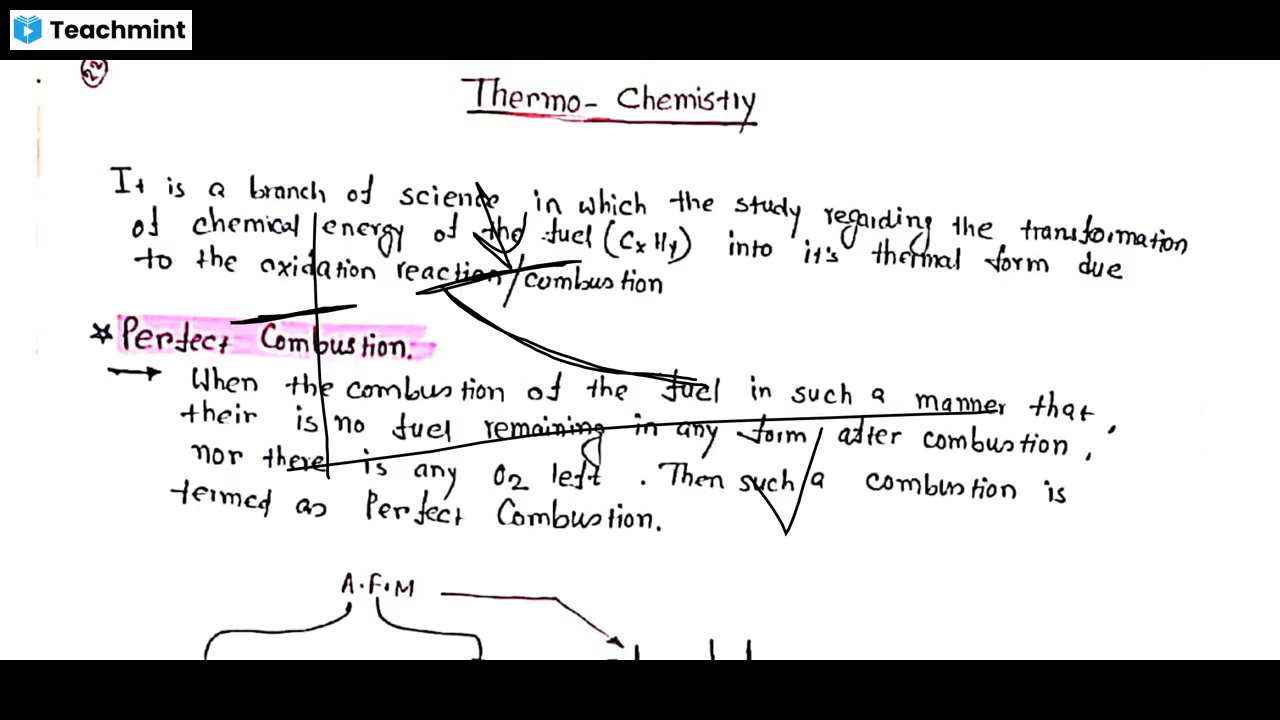 Teachmint
22
Thermo- Chemistry
It is a branch of science in which the study regarding the transformation
of chemical energy of the fuel (CxHy) into it's thermal form due
to the oxidation reaction/combustion
* Perfect Combustion.
→ When the combustion of the fuel in such a manner that,
their is no fuel remaining in any form after combustion,
nor there is any O2 left. Then such a combustion is
termed as Perfect Combustion.
A.F.M